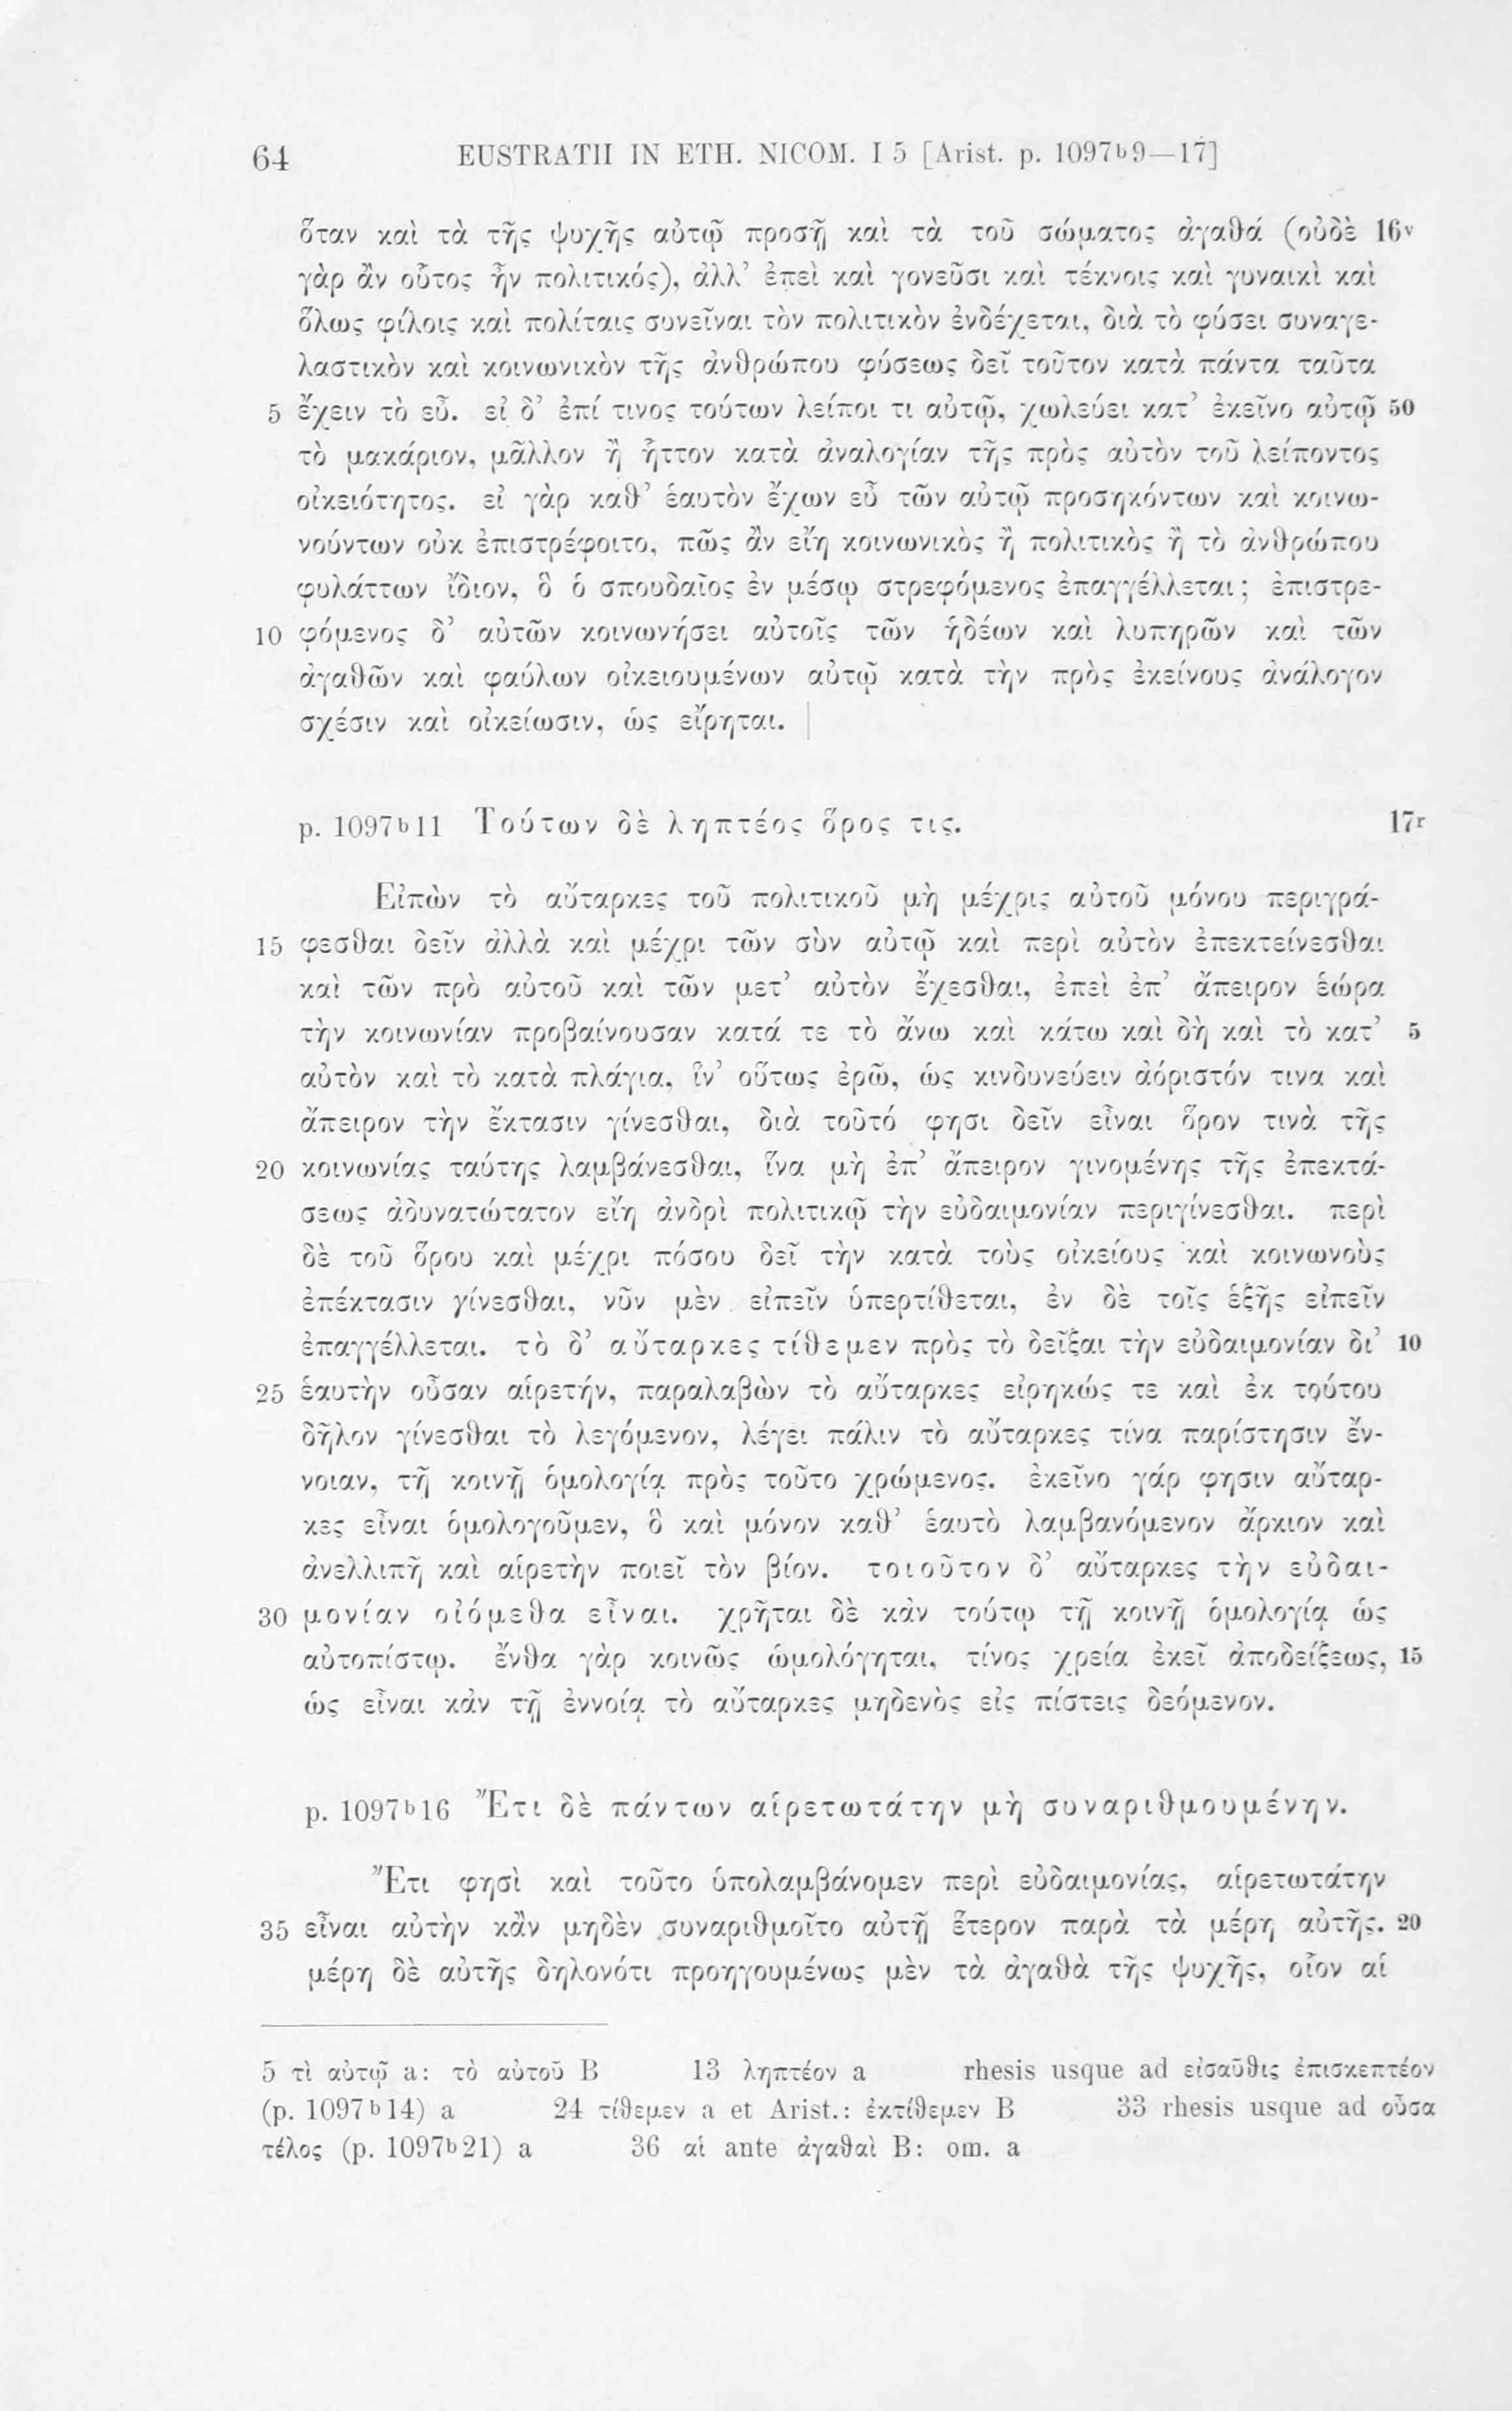 64 EUSTRATII IN ETH. NICOM. I 5 [Arist. p. 1097ᵇ9—17]
ὅταν καὶ τὰ τῆς ψυχῆς αὐτῷ προσῇ καὶ τὰ τοῦ σώματος ἀγαθά (οὐδὲ 16ᵛ
γὰρ ἂν οὗτος ἦν πολιτικός), ἀλλ' ἐπεὶ καὶ γονεῦσι καὶ τέκνοις καὶ γυναικὶ καὶ
ὅλως φίλοις καὶ πολίταις συνεῖναι τὸν πολιτικὸν ἐνδέχεται, διὰ τὸ φύσει συναγε-
λαστικὸν καὶ κοινωνικὸν τῆς ἀνθρώπου φύσεως δεῖ τοῦτον κατὰ πάντα ταῦτα
5 ἔχειν τὸ εὖ. εἰ δ' ἐπί τινος τούτων λείποι τι αὐτῷ, χωλεύει κατ' ἐκεῖνο αὐτῷ 50
τὸ μακάριον, μᾶλλον ἢ ἧττον κατὰ ἀναλογίαν τῆς πρὸς αὐτὸν τοῦ λείποντος
οἰκειότητος. εἰ γὰρ καθ' ἑαυτὸν ἔχων εὖ τῶν αὐτῷ προσηκόντων καὶ κοινω-
νούντων οὐκ ἐπιστρέφοιτο, πῶς ἂν εἴη κοινωνικὸς ἢ πολιτικὸς ἢ τὸ ἀνθρώπου
φυλάττων ἴδιον, ὃ ὁ σπουδαῖος ἐν μέσῳ στρεφόμενος ἐπαγγέλλεται; ἐπιστρε-
10 φόμενος δ' αὐτῶν κοινωνήσει αὐτοῖς τῶν ἡδέων καὶ λυπηρῶν καὶ τῶν
ἀγαθῶν καὶ φαύλων οἰκειουμένων αὐτῷ κατὰ τὴν πρὸς ἐκείνους ἀνάλογον
σχέσιν καὶ οἰκείωσιν, ὡς εἴρηται. |
p. 1097ᵇ11 Τούτων δὲ ληπτέος ὅρος τις. 17ʳ
Εἰπὼν τὸ αὔταρκες τοῦ πολιτικοῦ μὴ μέχρις αὐτοῦ μόνου περιγρά-
15 φεσθαι δεῖν ἀλλὰ καὶ μέχρι τῶν σὺν αὐτῷ καὶ περὶ αὐτὸν ἐπεκτείνεσθαι
καὶ τῶν πρὸ αὐτοῦ καὶ τῶν μετ' αὐτὸν ἔχεσθαι, ἐπεὶ ἐπ' ἄπειρον ἑώρα
τὴν κοινωνίαν προβαίνουσαν κατά τε τὸ ἄνω καὶ κάτω καὶ δὴ καὶ τὸ κατ' 5
αὐτὸν καὶ τὸ κατὰ πλάγια, ἵν' οὕτως ἐρῶ, ὡς κινδυνεύειν ἀόριστόν τινα καὶ
ἄπειρον τὴν ἔκτασιν γίνεσθαι, διὰ τοῦτό φησι δεῖν εἶναι ὅρον τινὰ τῆς
20 κοινωνίας ταύτης λαμβάνεσθαι, ἵνα μὴ ἐπ' ἄπειρον γινομένης τῆς ἐπεκτά-
σεως ἀδυνατώτατον εἴη ἀνδρὶ πολιτικῷ τὴν εὐδαιμονίαν περιγίνεσθαι. περὶ
δὲ τοῦ ὅρου καὶ μέχρι πόσου δεῖ τὴν κατὰ τοὺς οἰκείους καὶ κοινωνοὺς
ἐπέκτασιν γίνεσθαι, νῦν μὲν εἰπεῖν ὑπερτίθεται, ἐν δὲ τοῖς ἑξῆς εἰπεῖν
ἐπαγγέλλεται. τὸ δ' αὔταρκες τίθεμεν πρὸς τὸ δεῖξαι τὴν εὐδαιμονίαν δι' 10
25 ἑαυτὴν οὖσαν αἱρετήν, παραλαβὼν τὸ αὔταρκες εἰρηκώς τε καὶ ἐκ τούτου
δῆλον γίνεσθαι τὸ λεγόμενον, λέγει πάλιν τὸ αὔταρκες τίνα παρίστησιν ἔν-
νοιαν, τῇ κοινῇ ὁμολογίᾳ πρὸς τοῦτο χρώμενος. ἐκεῖνο γάρ φησιν αὔταρ-
κες εἶναι ὁμολογοῦμεν, ὃ καὶ μόνον καθ' ἑαυτὸ λαμβανόμενον ἄρκιον καὶ
ἀνελλιπῆ καὶ αἱρετὴν ποιεῖ τὸν βίον. τοιοῦτον δ' αὔταρκες τὴν εὐδαι-
30 μονίαν οἰόμεθα εἶναι. χρῆται δὲ κἀν τούτῳ τῇ κοινῇ ὁμολογίᾳ ὡς
αὐτοπίστῳ. ἔνθα γὰρ κοινῶς ὡμολόγηται, τίνος χρεία ἐκεῖ ἀποδείξεως, 15
ὡς εἶναι κἀν τῇ ἐννοίᾳ τὸ αὔταρκες μηδενὸς εἰς πίστεις δεόμενον.
p. 1097ᵇ16 Ἔτι δὲ πάντων αἱρετωτάτην μὴ συναριθμουμένην.
Ἔτι φησὶ καὶ τοῦτο ὑπολαμβάνομεν περὶ εὐδαιμονίας, αἱρετωτάτην
35 εἶναι αὐτὴν κἂν μηδὲν συναριθμοῖτο αὐτῇ ἕτερον παρὰ τὰ μέρη αὐτῆς. 20
μέρη δὲ αὐτῆς δηλονότι προηγουμένως μὲν τὰ ἀγαθὰ τῆς ψυχῆς, οἷον αἱ
5 τὶ αὐτῷ a: τὸ αὐτοῦ B 13 ληπτέον a rhesis usque ad εἰσαῦθις ἐπισκεπτέον
(p. 1097ᵇ14) a 24 τίθεμεν a et Arist.: ἐκτίθεμεν B 33 rhesis usque ad οὖσα
τέλος (p. 1097ᵇ21) a 36 αἱ ante ἀγαθαὶ B: om. a